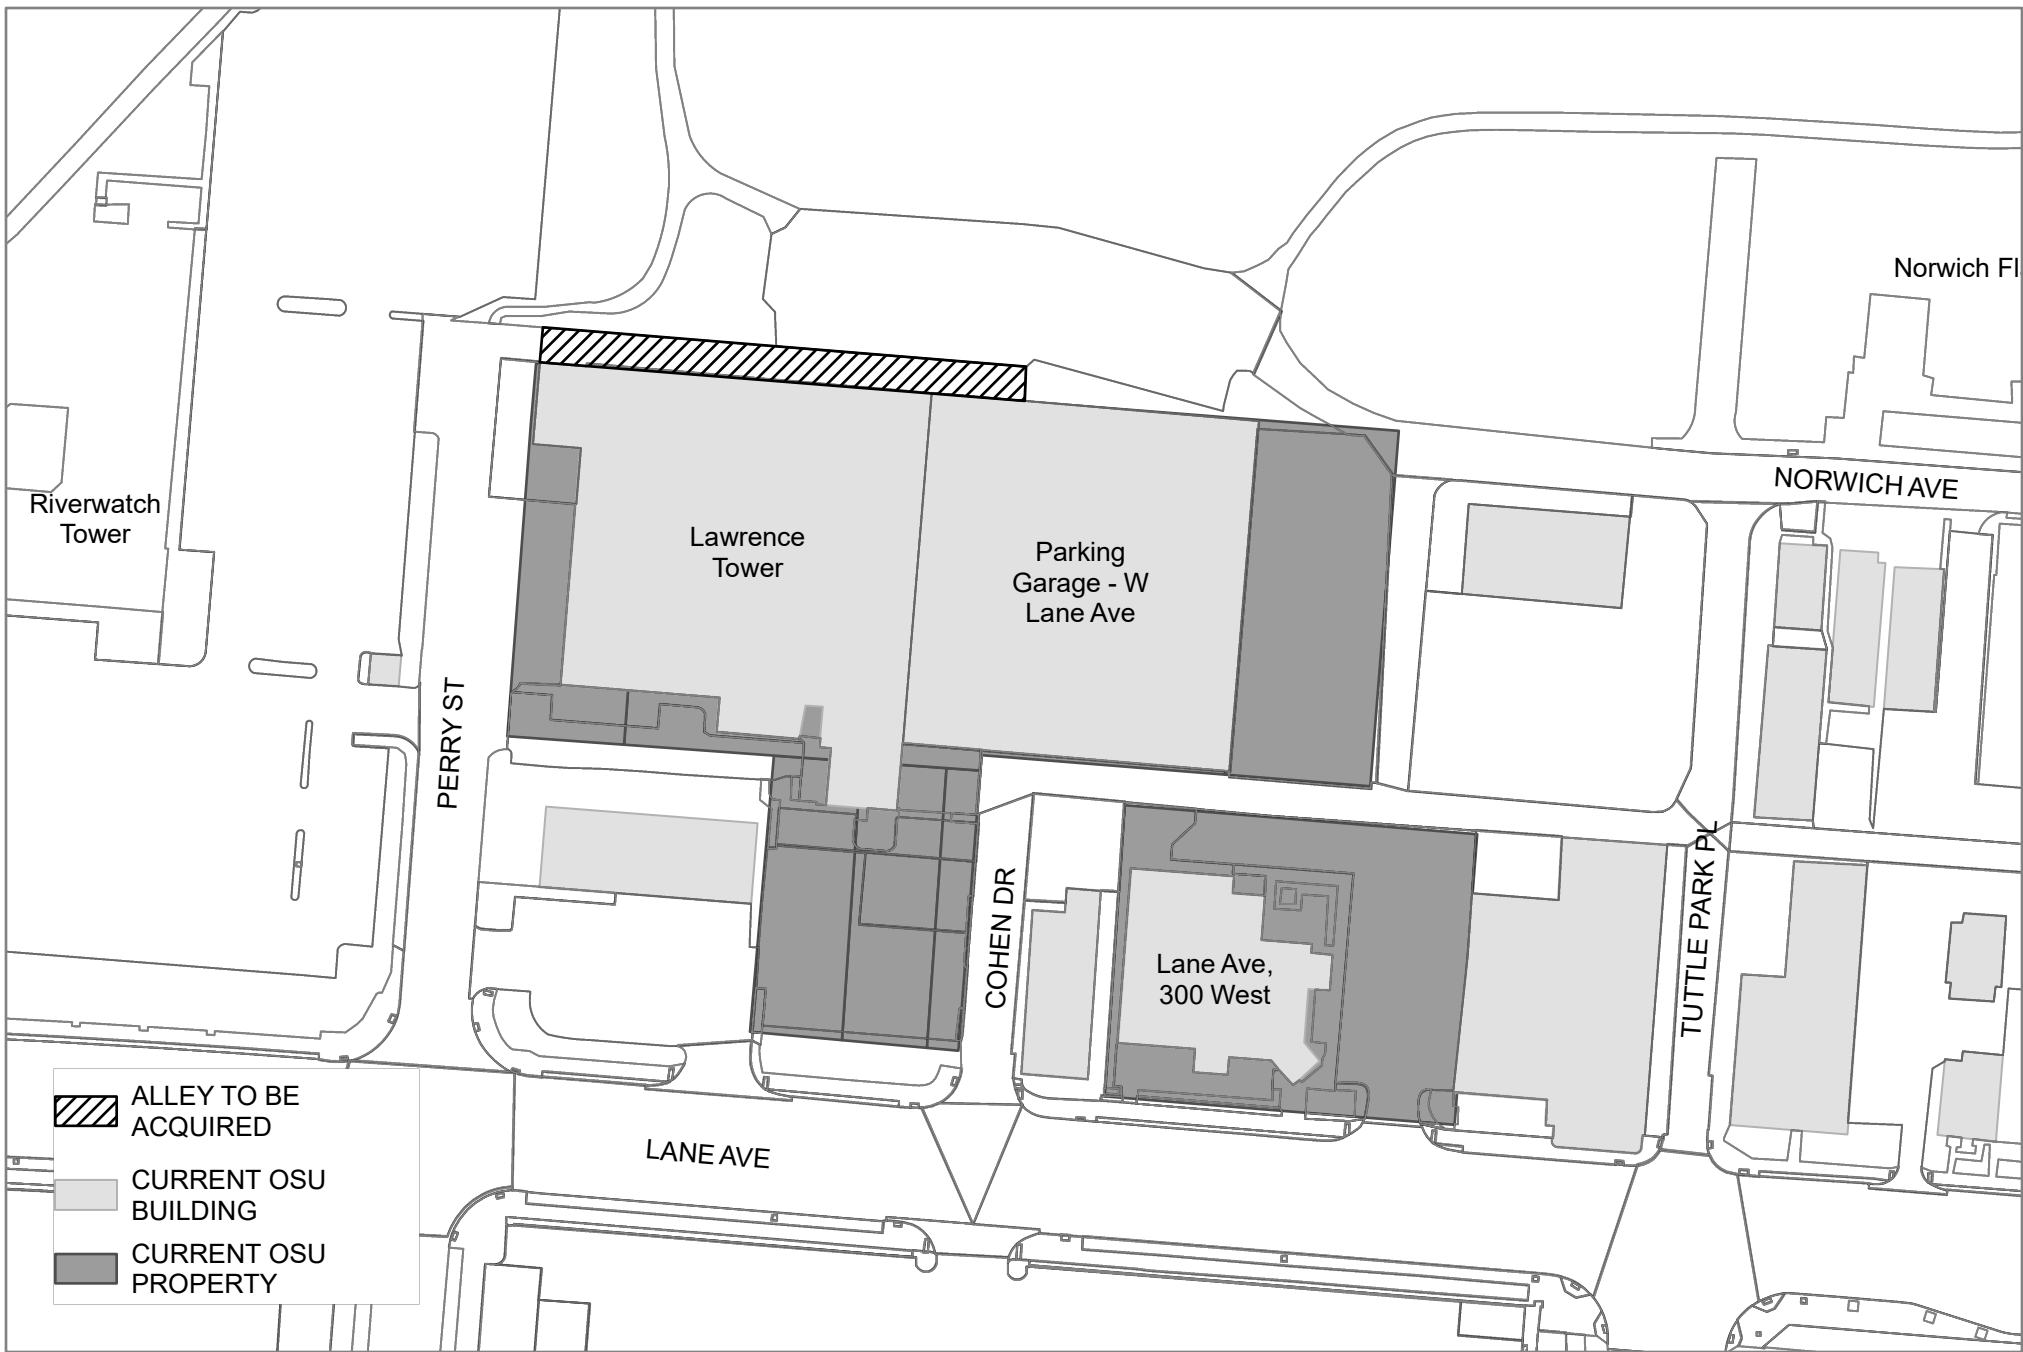 Norwich Fl
NORWICH AVE
Riverwatch
Tower
Lawrence
Tower
Parking
Garage - W
Lane Ave
PERRY ST
COHEN DR
Lane Ave,
300 West
TUTTLE PARK PL
LANE AVE
ALLEY TO BE
ACQUIRED
CURRENT OSU
BUILDING
CURRENT OSU
PROPERTY